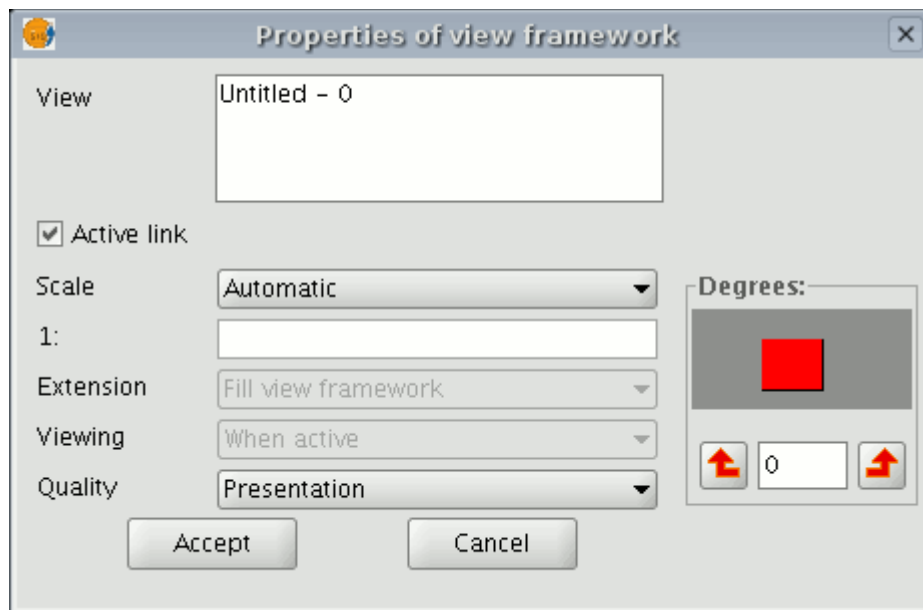 Properties of view framework
View
Untitled – 0
Active link
Scale
Automatic
1:
Extension
Fill view framework
Viewing
When active
Quality
Presentation
Degrees:
0
Accept
Cancel